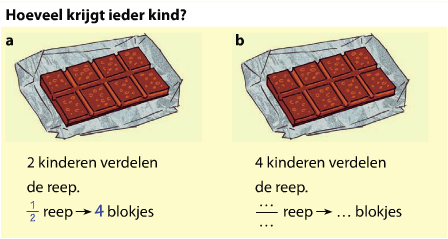 Hoeveel krijgt ieder kind?
a
2 kinderen verdelen
de reep.
1/2 reep → 4 blokjes
b
4 kinderen verdelen
de reep.
.../... reep → ... blokjes